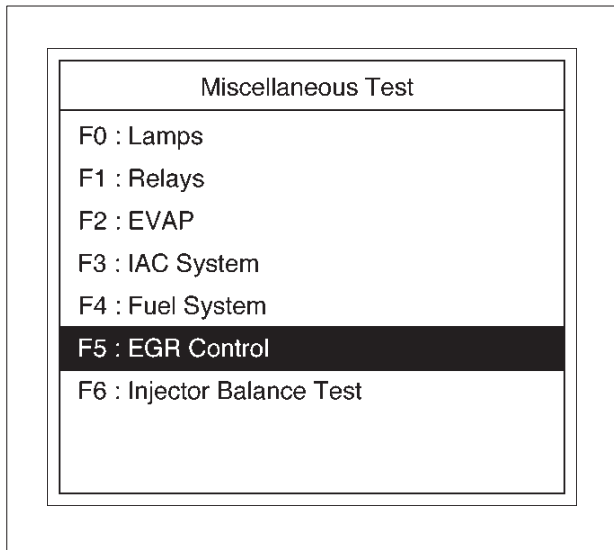 Miscellaneous Test
F0 : Lamps
F1 : Relays
F2 : EVAP
F3 : IAC System
F4 : Fuel System
F5 : EGR Control
F6 : Injector Balance Test